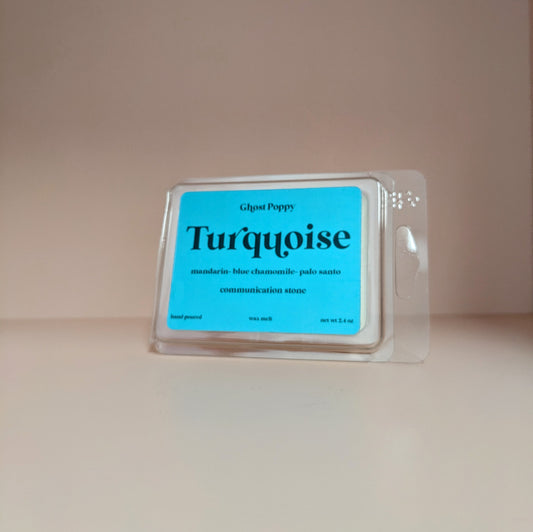 Ghost Poppy
Turquoise
mandarin- blue chamomile- palo santo
communication stone
hand poured wax melt net wt 2.4 oz